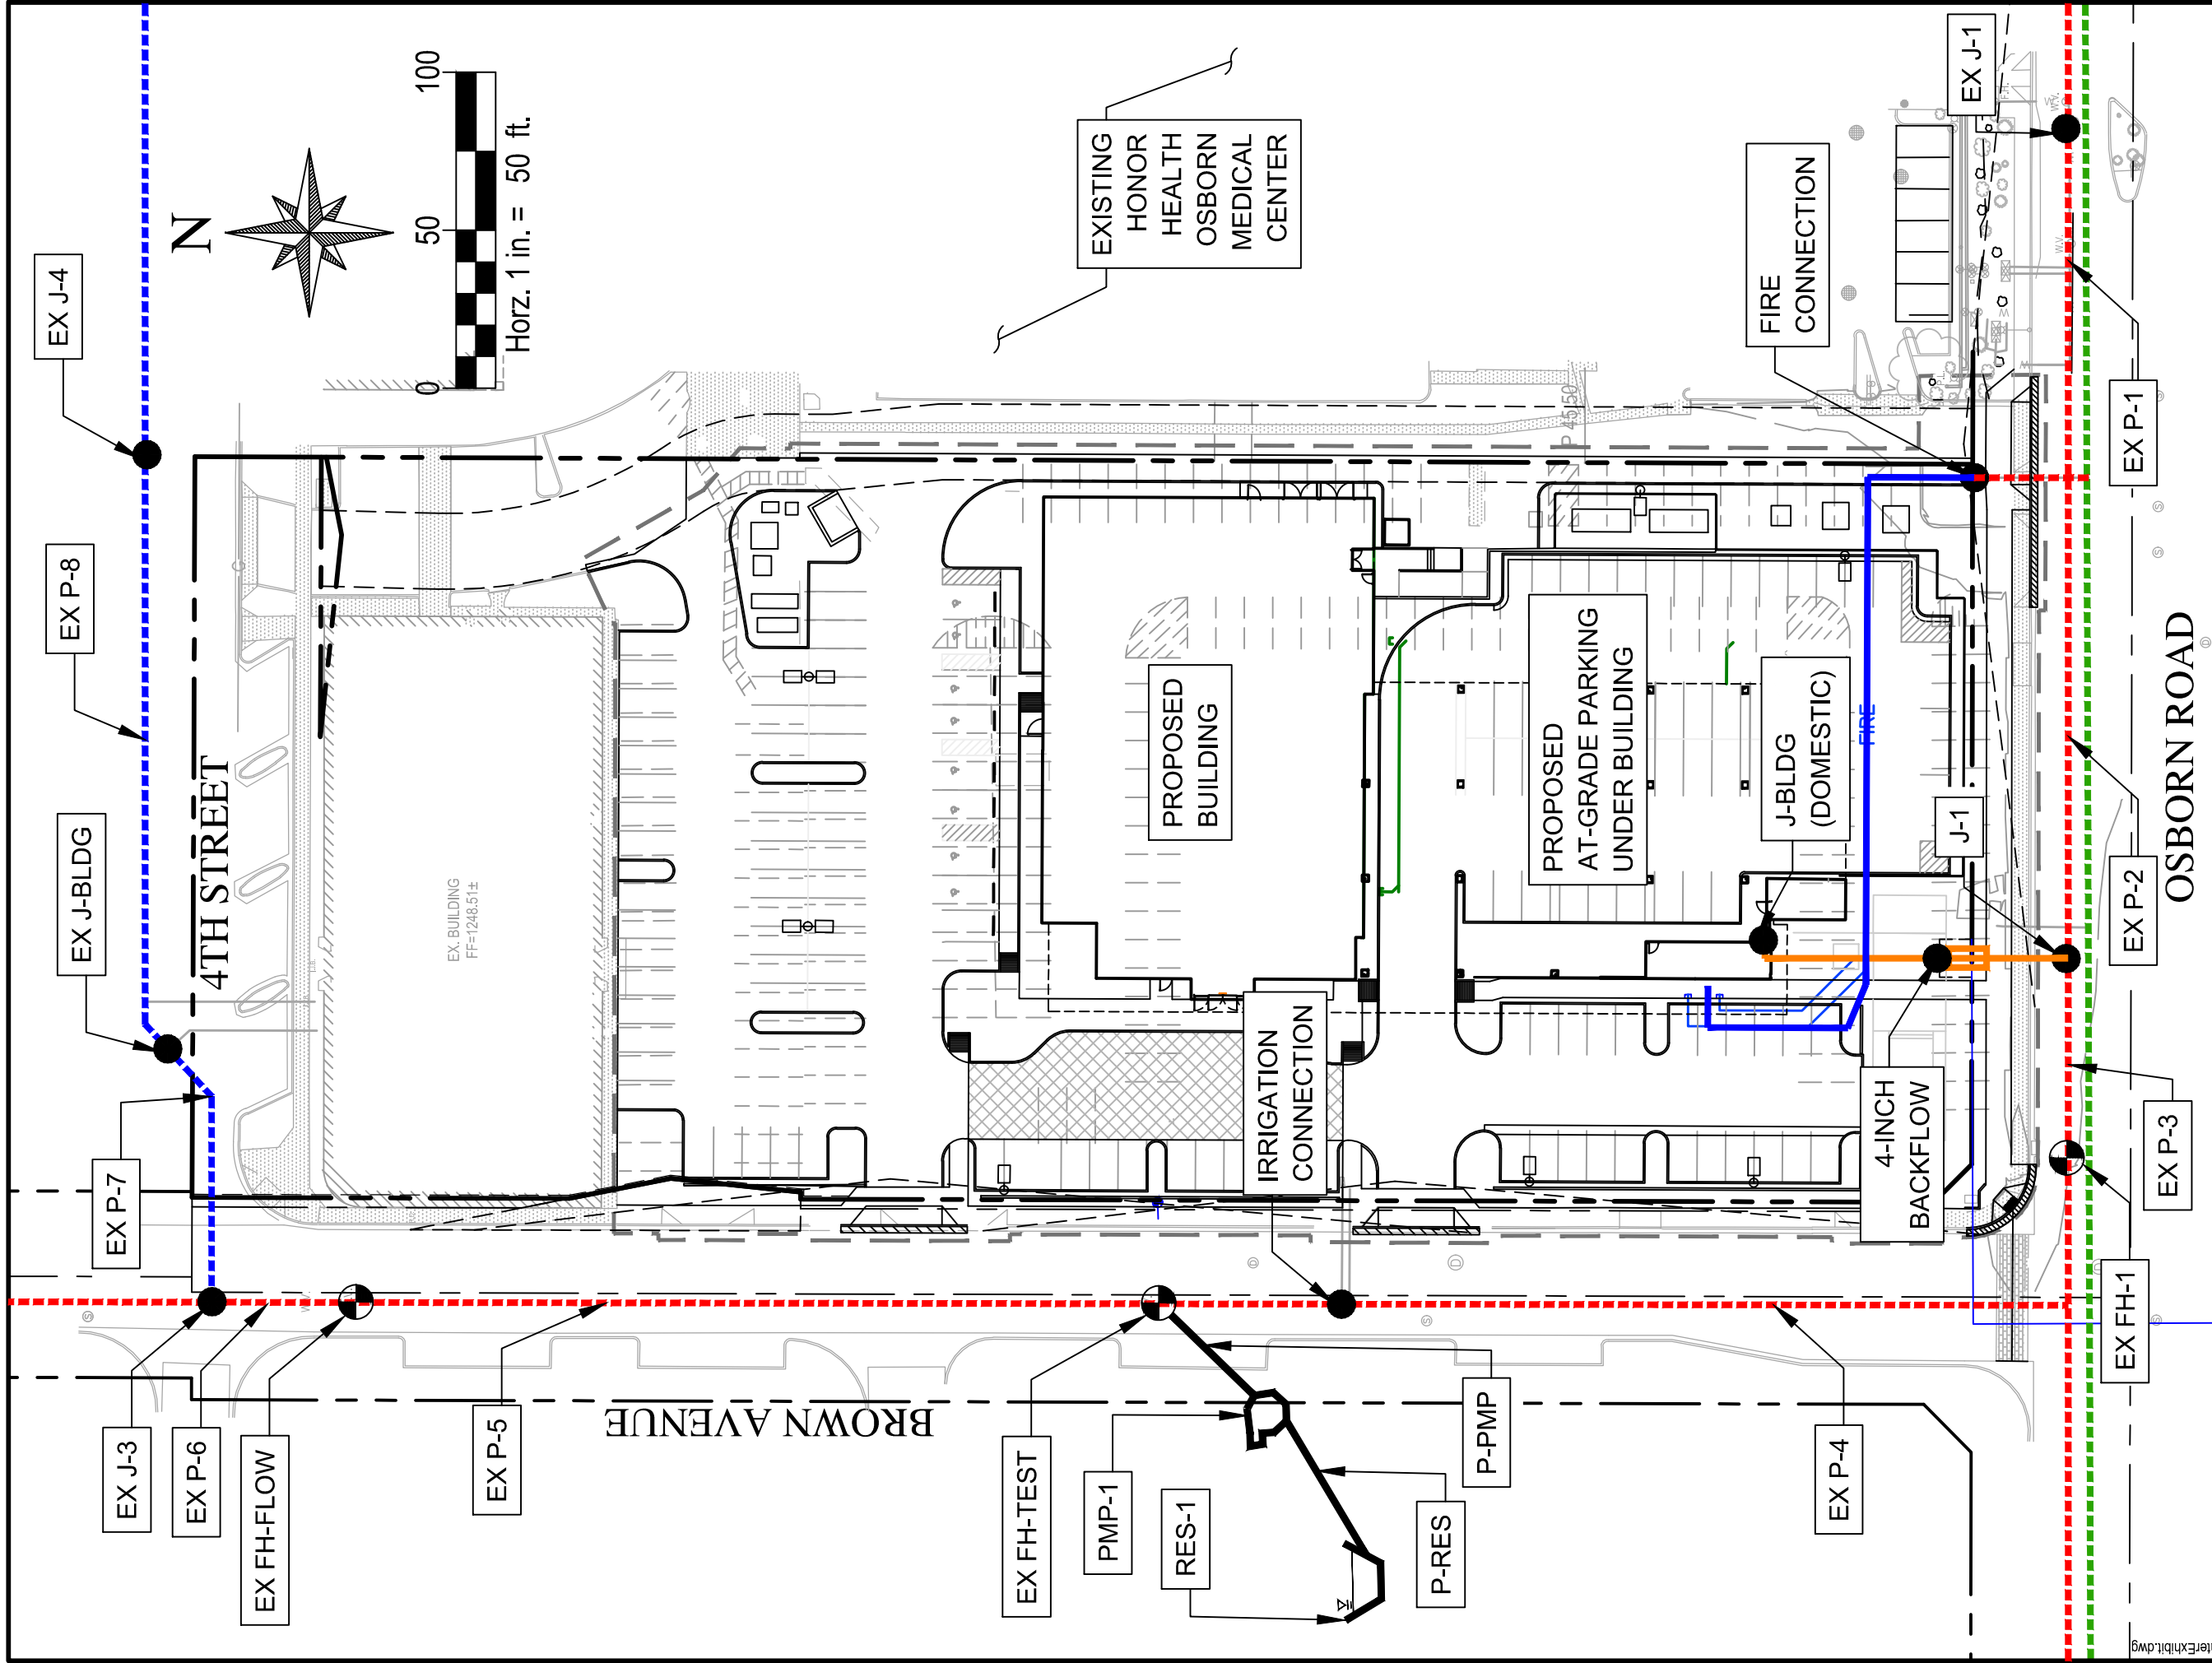 EX J-4
EX P-8
EX J-BLDG
EX P-7
4TH STREET
N
0
50
100
Horz. 1 in. = 50 ft.
EXISTING
HONOR
HEALTH
OSBORN
MEDICAL
CENTER
EX J-1
FIRE
CONNECTION
EX P-1
EX. BUILDING
FF=1248.51±
PROPOSED
BUILDING
PROPOSED
AT-GRADE PARKING
UNDER BUILDING
J-BLDG
(DOMESTIC)
FIRE
J-1
EX P-2
OSBORN ROAD
IRRIGATION
CONNECTION
4-INCH
BACKFLOW
EX P-3
EX FH-1
EX J-3
EX P-6
EX FH-FLOW
EX P-5
BROWN AVENUE
EX FH-TEST
PMP-1
RES-1
P-PMP
P-RES
EX P-4
W.V.
W.V.
F.H.
S
S
S
S
S
S
D
D
D
terExhibit.dwg